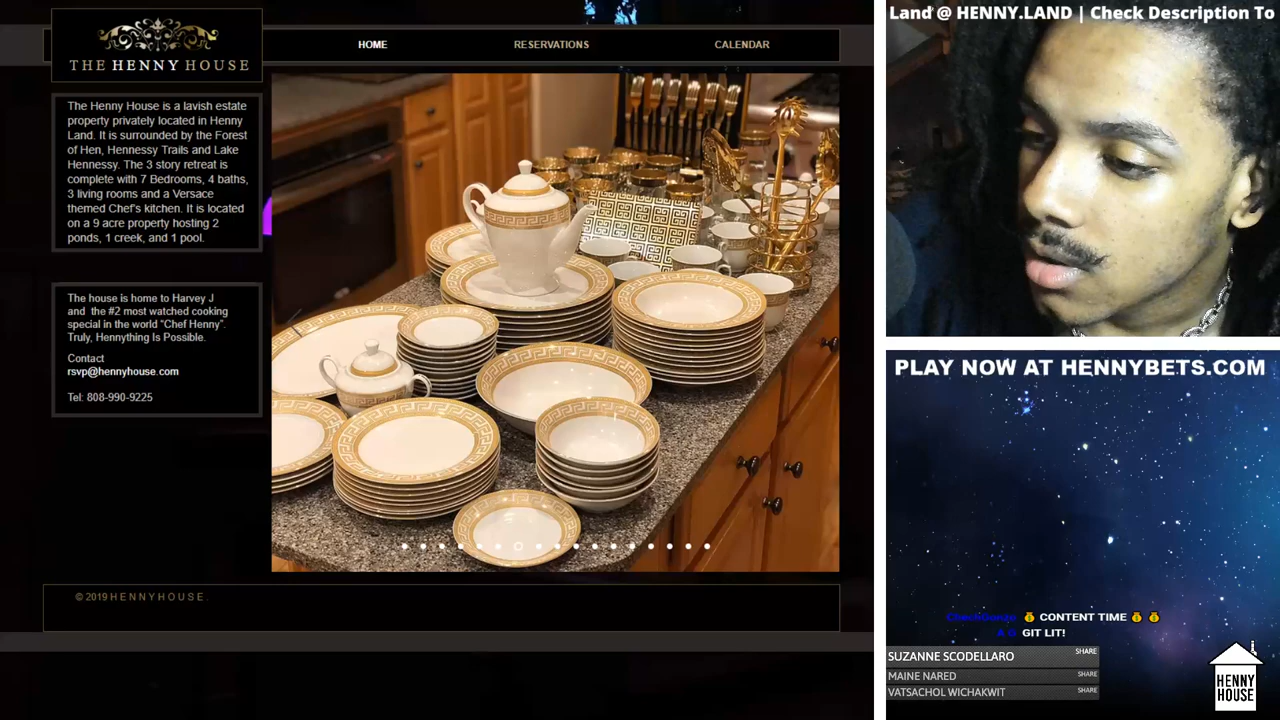 THE HENNY HOUSE
HOME
RESERVATIONS
CALENDAR
The Henny House is a lavish estate
property privately located in Henny
Land. It is surrounded by the Forest
of Hen, Hennessy Trails and Lake
Hennessy. The 3 story retreat is
complete with 7 Bedrooms, 4 baths,
3 living rooms and a Versace
themed Chef's kitchen. It is located
on a 9 acre property hosting 2
ponds, 1 creek, and 1 pool.
The house is home to Harvey J
and the #2 most watched cooking
special in the world "Chef Henny".
Truly, Hennything Is Possible.
Contact
rsvp@hennyhouse.com
Tel: 808-990-9225
© 2019 HENNYHOUSE.
Land @ HENNY.LAND | Check Description To
PLAY NOW AT HENNYBETS.COM
💰 CONTENT TIME 💰 💰
GIT LIT!
SUZANNE SCODELLARO SHARE
MAINE NARED SHARE
VATSACHOL WICHAKWIT SHARE
HENNY
HOUSE